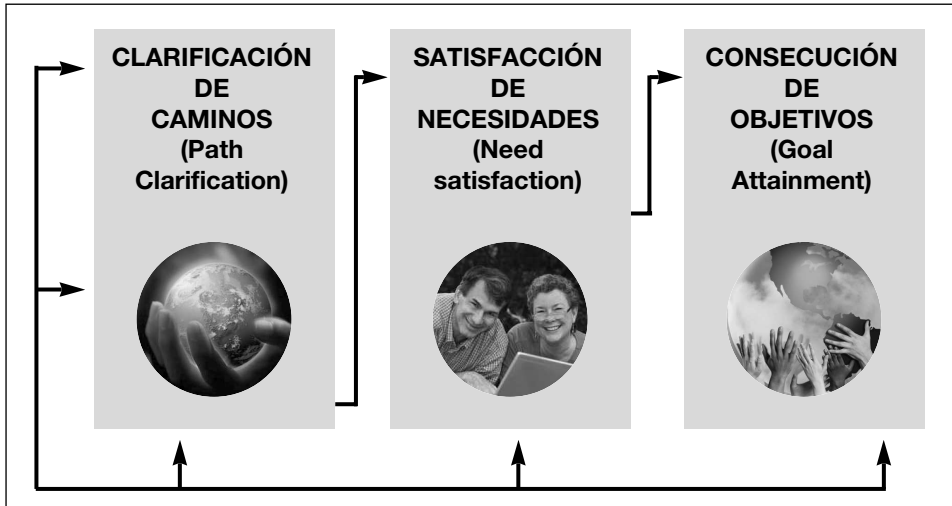 CLARIFICACIÓN
DE
CAMINOS
(Path
Clarification)
SATISFACCIÓN
DE
NECESIDADES
(Need
satisfaction)
CONSECUCIÓN
DE
OBJETIVOS
(Goal
Attainment)